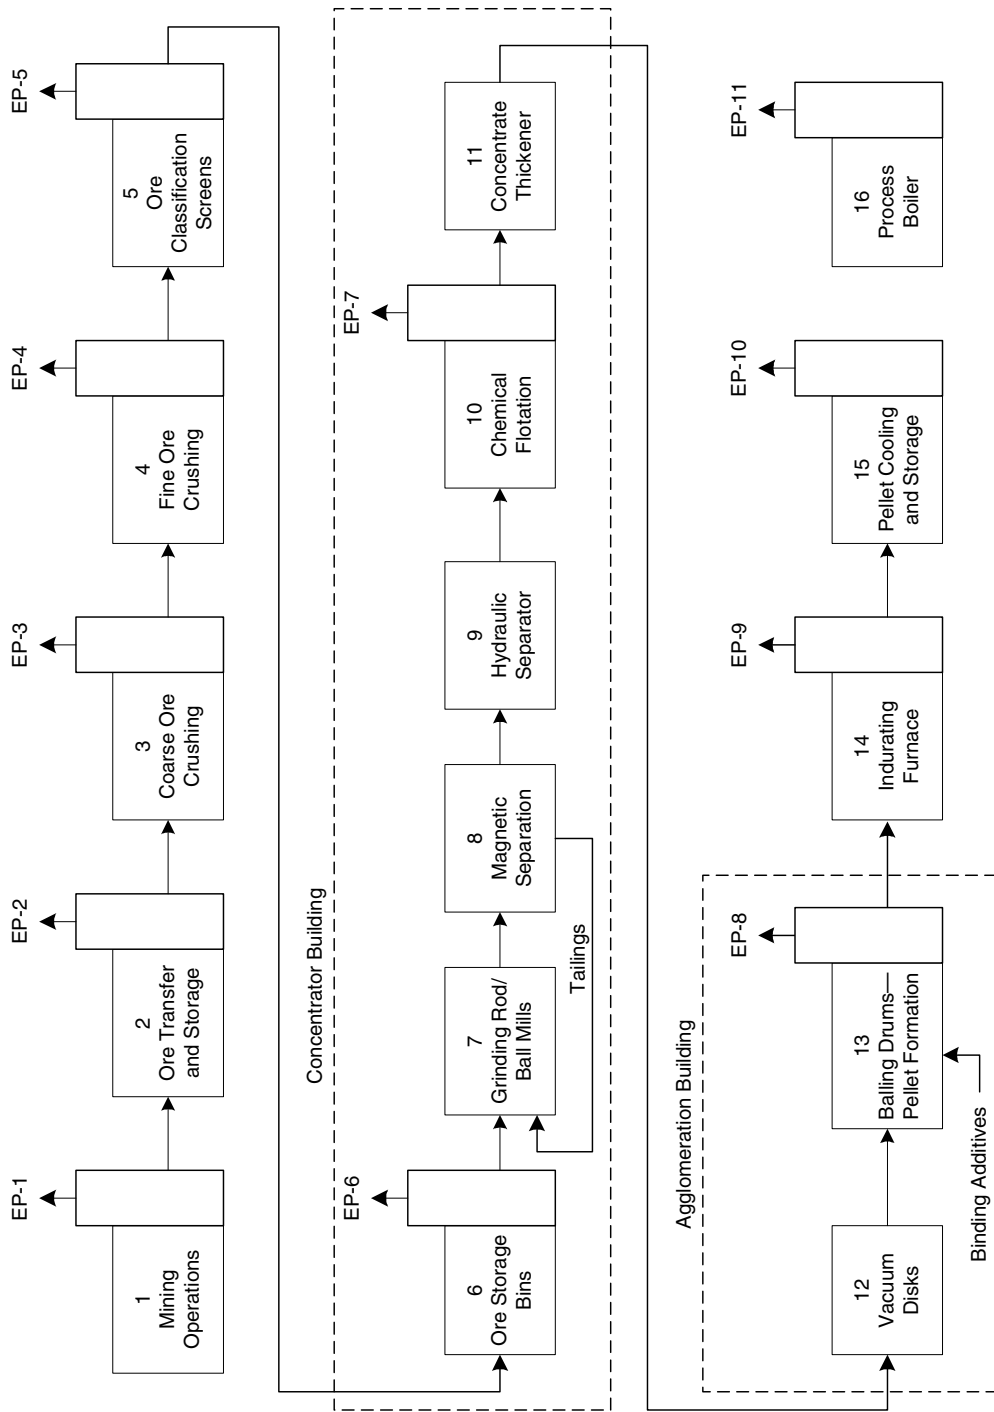 EP-1
1
Mining
Operations
EP-2
2
Ore Transfer
and Storage
EP-3
3
Coarse Ore
Crushing
EP-4
4
Fine Ore
Crushing
EP-5
5
Ore
Classification
Screens
Concentrator Building
EP-6
6
Ore Storage
Bins
7
Grinding Rod/
Ball Mills
Tailings
8
Magnetic
Separation
9
Hydraulic
Separator
EP-7
10
Chemical
Flotation
11
Concentrate
Thickener
Agglomeration Building
12
Vacuum
Disks
EP-8
13
Balling Drums—
Pellet Formation
Binding Additives
EP-9
14
Indurating
Furnace
EP-10
15
Pellet Cooling
and Storage
EP-11
16
Process
Boiler